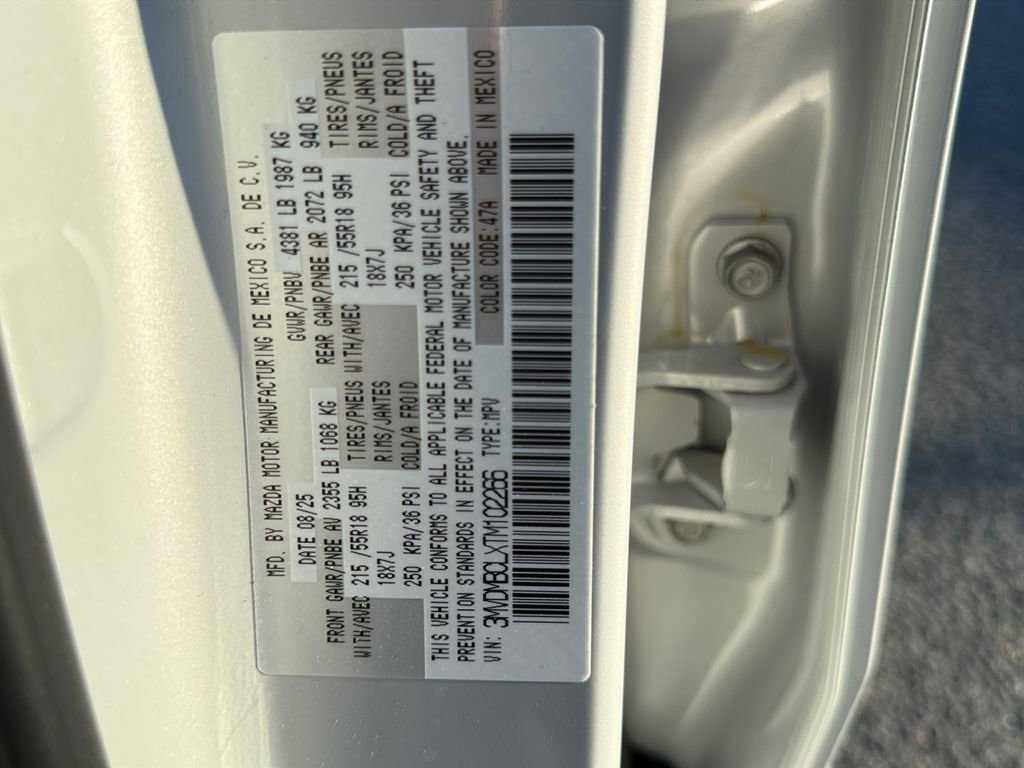 MFD. BY MAZDA MOTOR MANUFACTURING DE MEXICO S.A. DE C.V.
DATE 08/25 GVWR/PNBV 4381 LB 1987 KG
FRONT GAWR/PNBE AV 2355 LB 1068 KG REAR GAWR/PNBE AR 2072 LB 940 KG
WITH/AVEC 215 /55R18 95H TIRES/PNEUS WITH/AVEC 215 /55R18 95H TIRES/PNEUS
18X7J RIMS/JANTES 18X7J RIMS/JANTES
250 KPA/36 PSI COLD/A FROID 250 KPA/36 PSI COLD/A FROID
THIS VEHICLE CONFORMS TO ALL APPLICABLE FEDERAL MOTOR VEHICLE SAFETY AND THEFT
PREVENTION STANDARDS IN EFFECT ON THE DATE OF MANUFACTURE SHOWN ABOVE.
VIN: 3MVDMBCLXTM102266 TYPE:MPV COLOR CODE:47A MADE IN MEXICO